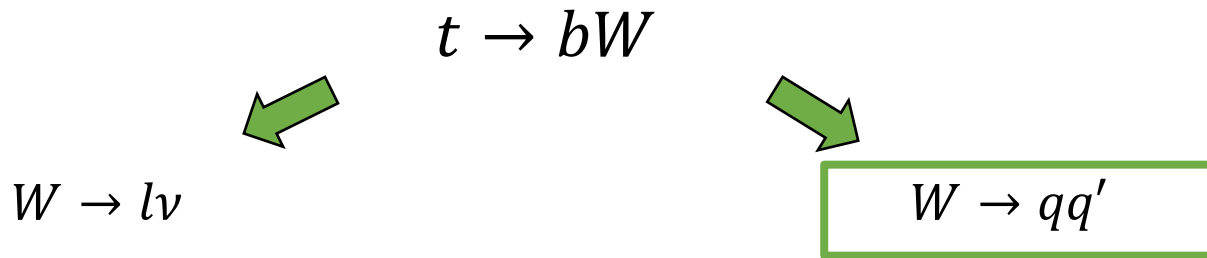 t → bW
W → lν
W → qq′